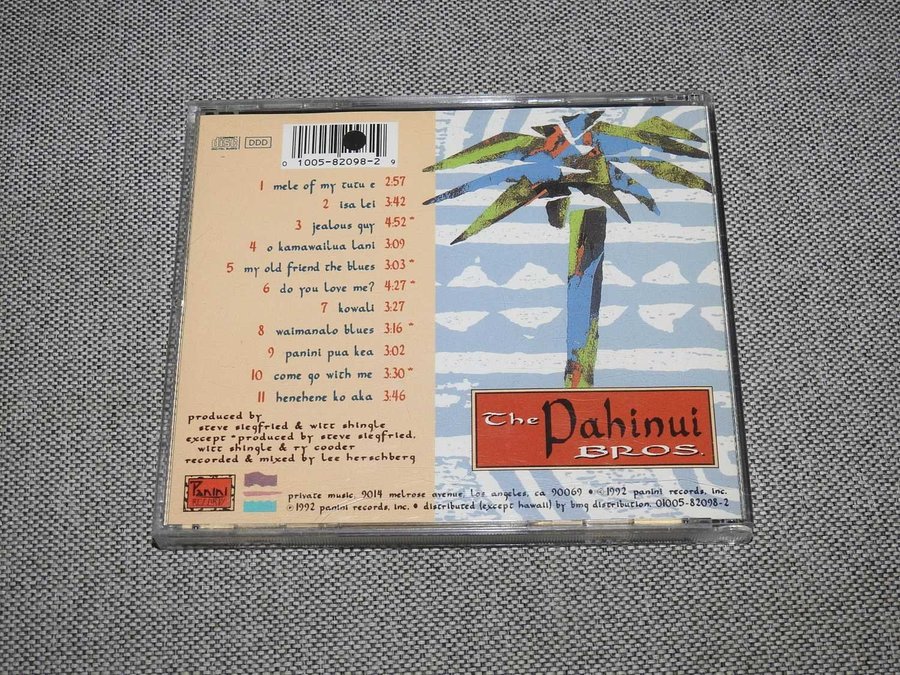 DDD
0 1005-82098-2 9
1 mele of my tutu e 2:57
2 isa lei 3:42
3 jealous guy 4:52*
4 o kamawailua lani 3:09
5 my old friend the blues 3:03*
6 do you love me? 4:27*
7 kowali 3:27
8 waimanalo blues 3:16*
9 panini pua kea 3:02
10 come go with me 3:30*
11 henehene ko aka 3:46
produced by
steve siegfried & witt shingle
except *produced by steve siegfried,
witt shingle & ry cooder
recorded & mixed by lee herschberg
The Pahinui
BROS.
Panini
RECORDS
private music, 9014 melrose avenue, los angeles, ca 90069 • ©1992 panini records, inc.
℗1992 panini records, inc. • distributed (except hawaii) by bmg distribution. 01005-82098-2